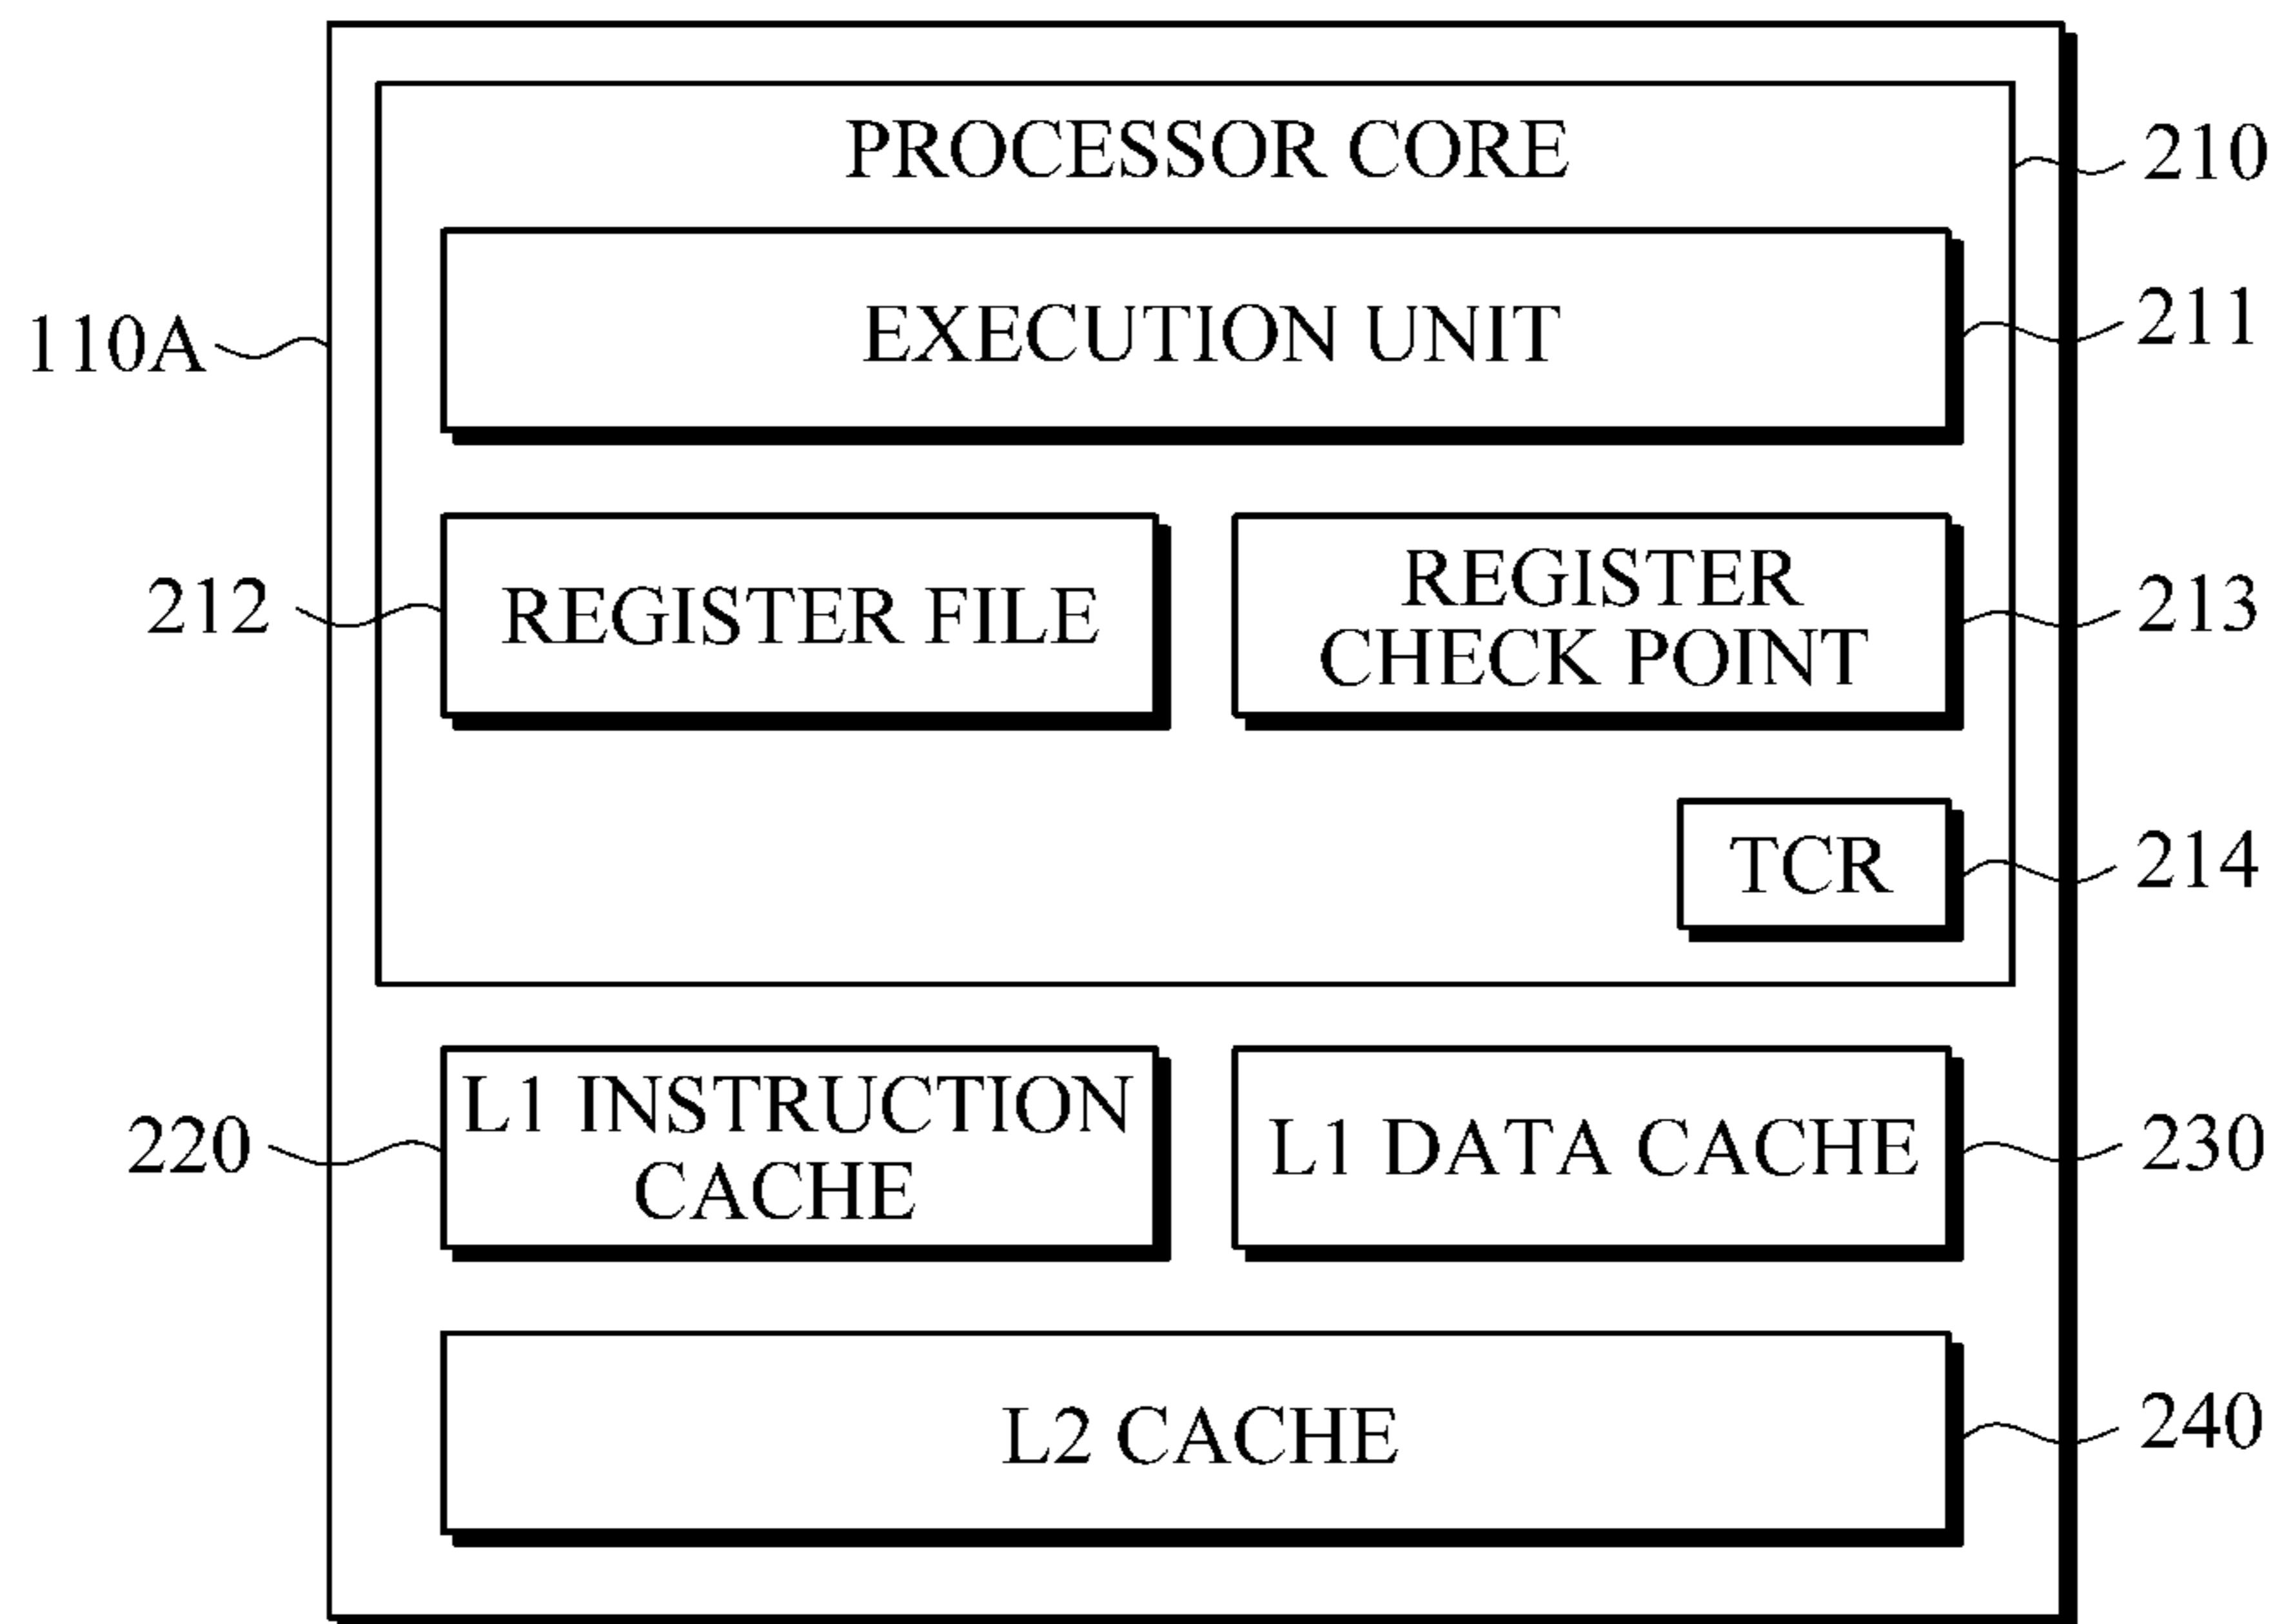 PROCESSOR CORE
210
EXECUTION UNIT
211
110A
212
REGISTER FILE
REGISTER
CHECK POINT
213
TCR
214
220
L1 INSTRUCTION
CACHE
L1 DATA CACHE
230
L2 CACHE
240